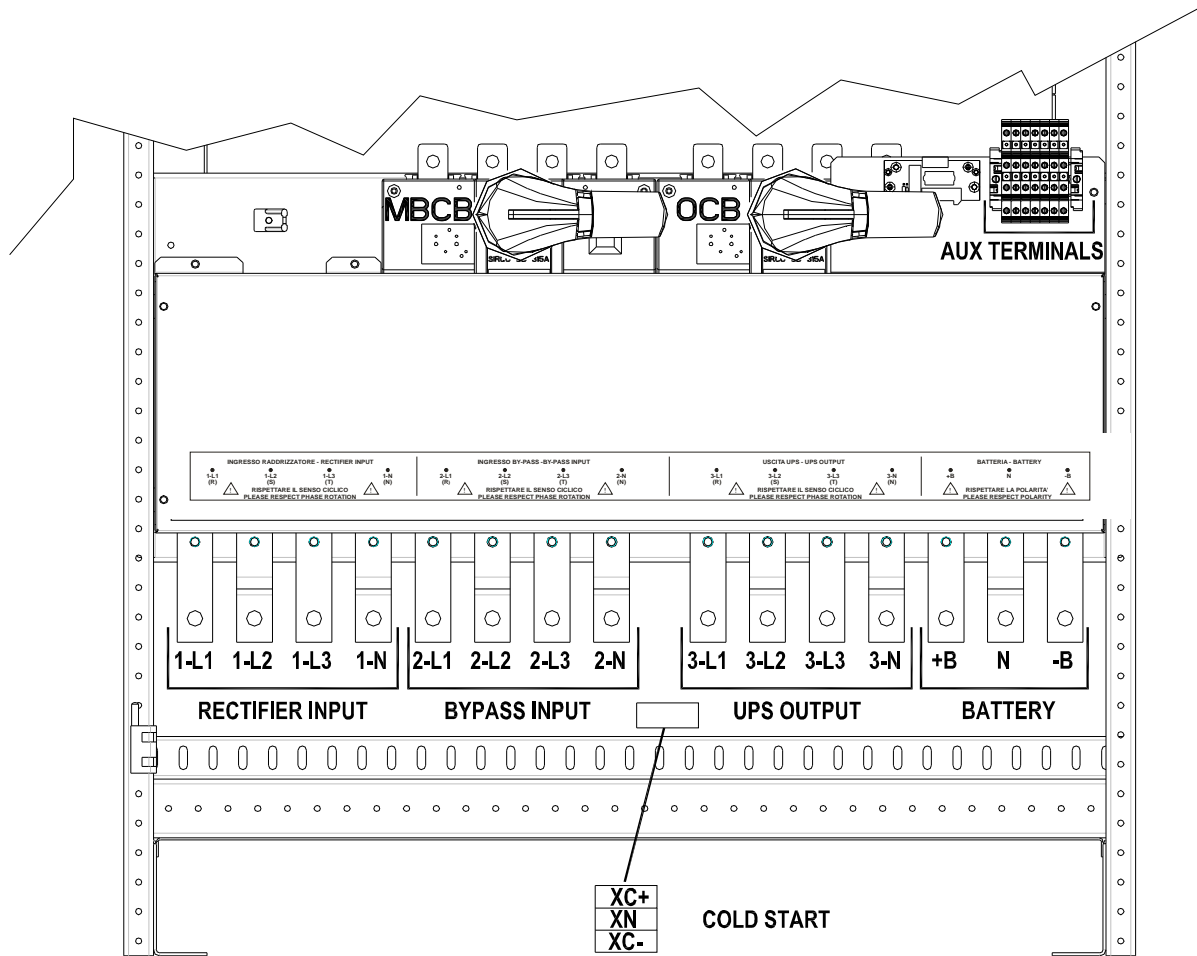 MBCB
OCB
SIRCO
315A
SIRCO
315A
AUX TERMINALS
INGRESSO RADDRIZZATORE - RECTIFIER INPUT
1-L1 1-L2 1-L3 1-N
(R) (S) (T) (N)
RISPETTARE IL SENSO CICLICO
PLEASE RESPECT PHASE ROTATION
INGRESSO BY-PASS -BY-PASS INPUT
2-L1 2-L2 2-L3 2-N
(R) (S) (T) (N)
RISPETTARE IL SENSO CICLICO
PLEASE RESPECT PHASE ROTATION
USCITA UPS - UPS OUTPUT
3-L1 3-L2 3-L3 3-N
(R) (S) (T) (N)
RISPETTARE IL SENSO CICLICO
PLEASE RESPECT PHASE ROTATION
BATTERIA - BATTERY
+B N -B
RISPETTARE LA POLARITA'
PLEASE RESPECT POLARITY
1-L1 1-L2 1-L3 1-N 2-L1 2-L2 2-L3 2-N 3-L1 3-L2 3-L3 3-N +B N -B
RECTIFIER INPUT BYPASS INPUT UPS OUTPUT BATTERY
XC+
XN
XC-
COLD START